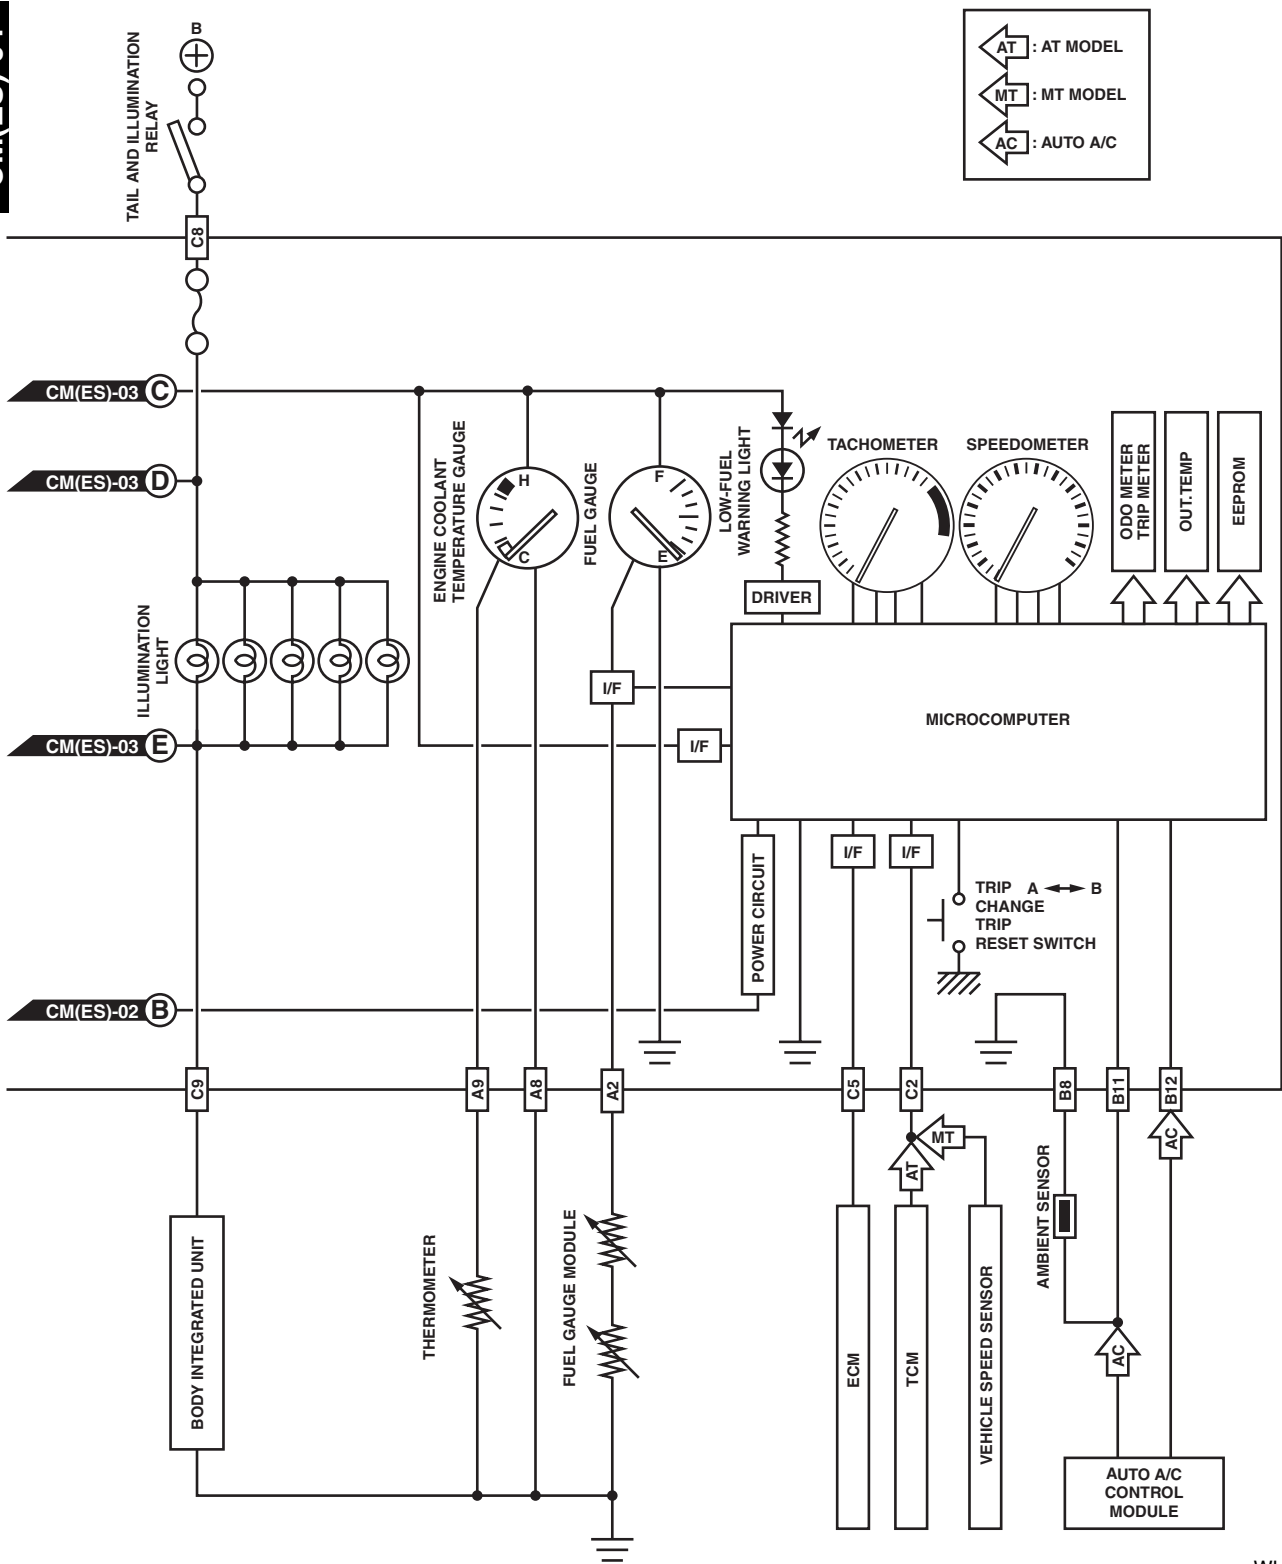 B
TAIL AND ILLUMINATION
RELAY
AT : AT MODEL
MT : MT MODEL
AC : AUTO A/C
C8
CM(ES)-03 C
CM(ES)-03 D
ENGINE COOLANT
TEMPERATURE GAUGE
H
C
FUEL GAUGE
F
E
LOW-FUEL
WARNING LIGHT
DRIVER
TACHOMETER
SPEEDOMETER
ODO METER
TRIP METER
OUT.TEMP
EEPROM
ILLUMINATION
LIGHT
I/F
MICROCOMPUTER
CM(ES)-03 E
I/F
POWER CIRCUIT
I/F
I/F
TRIP A B
CHANGE
TRIP
RESET SWITCH
CM(ES)-02 B
C9
A9
A8
A2
C5
C2
B8
B11
B12
MT
AT
AC
BODY INTEGRATED UNIT
THERMOMETER
FUEL GAUGE MODULE
ECM
TCM
VEHICLE SPEED SENSOR
AMBIENT SENSOR
AC
AUTO A/C
CONTROL
MODULE